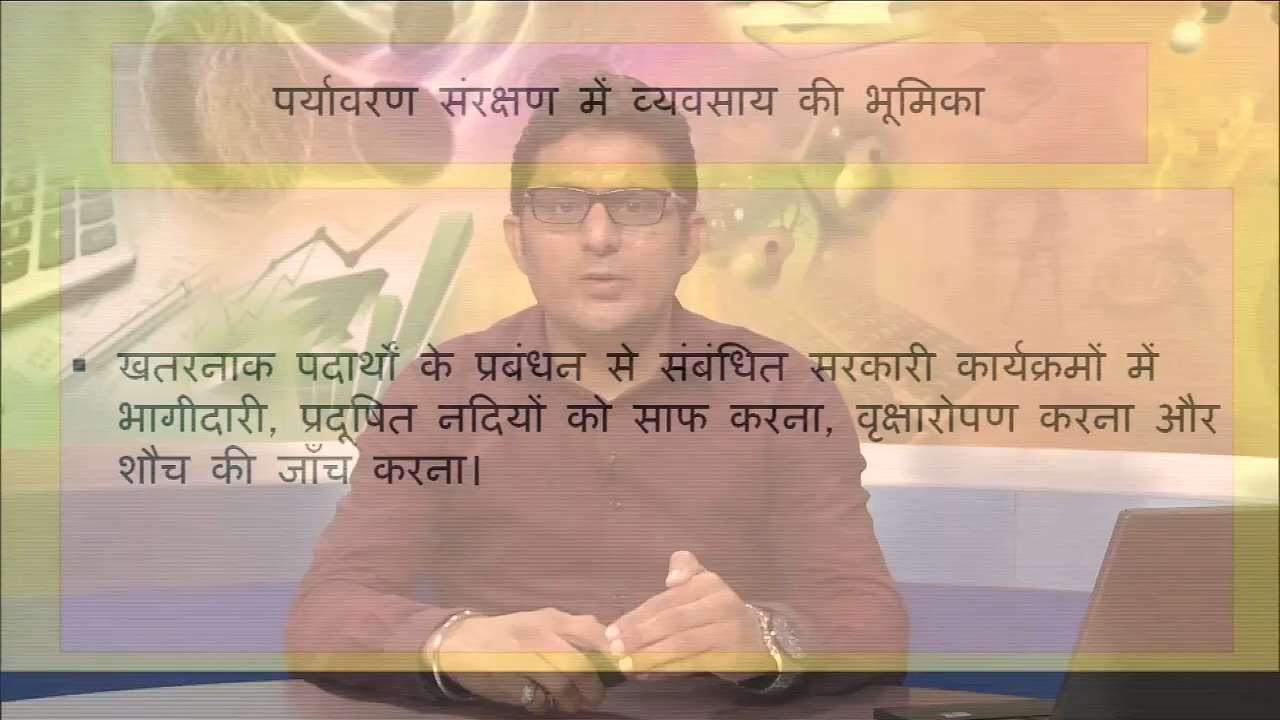 पर्यावरण संरक्षण में व्यवसाय की भूमिका
▪ खतरनाक पदार्थों के प्रबंधन से संबंधित सरकारी कार्यक्रमों में
भागीदारी, प्रदूषित नदियों को साफ करना, वृक्षारोपण करना और
शौच की जाँच करना।